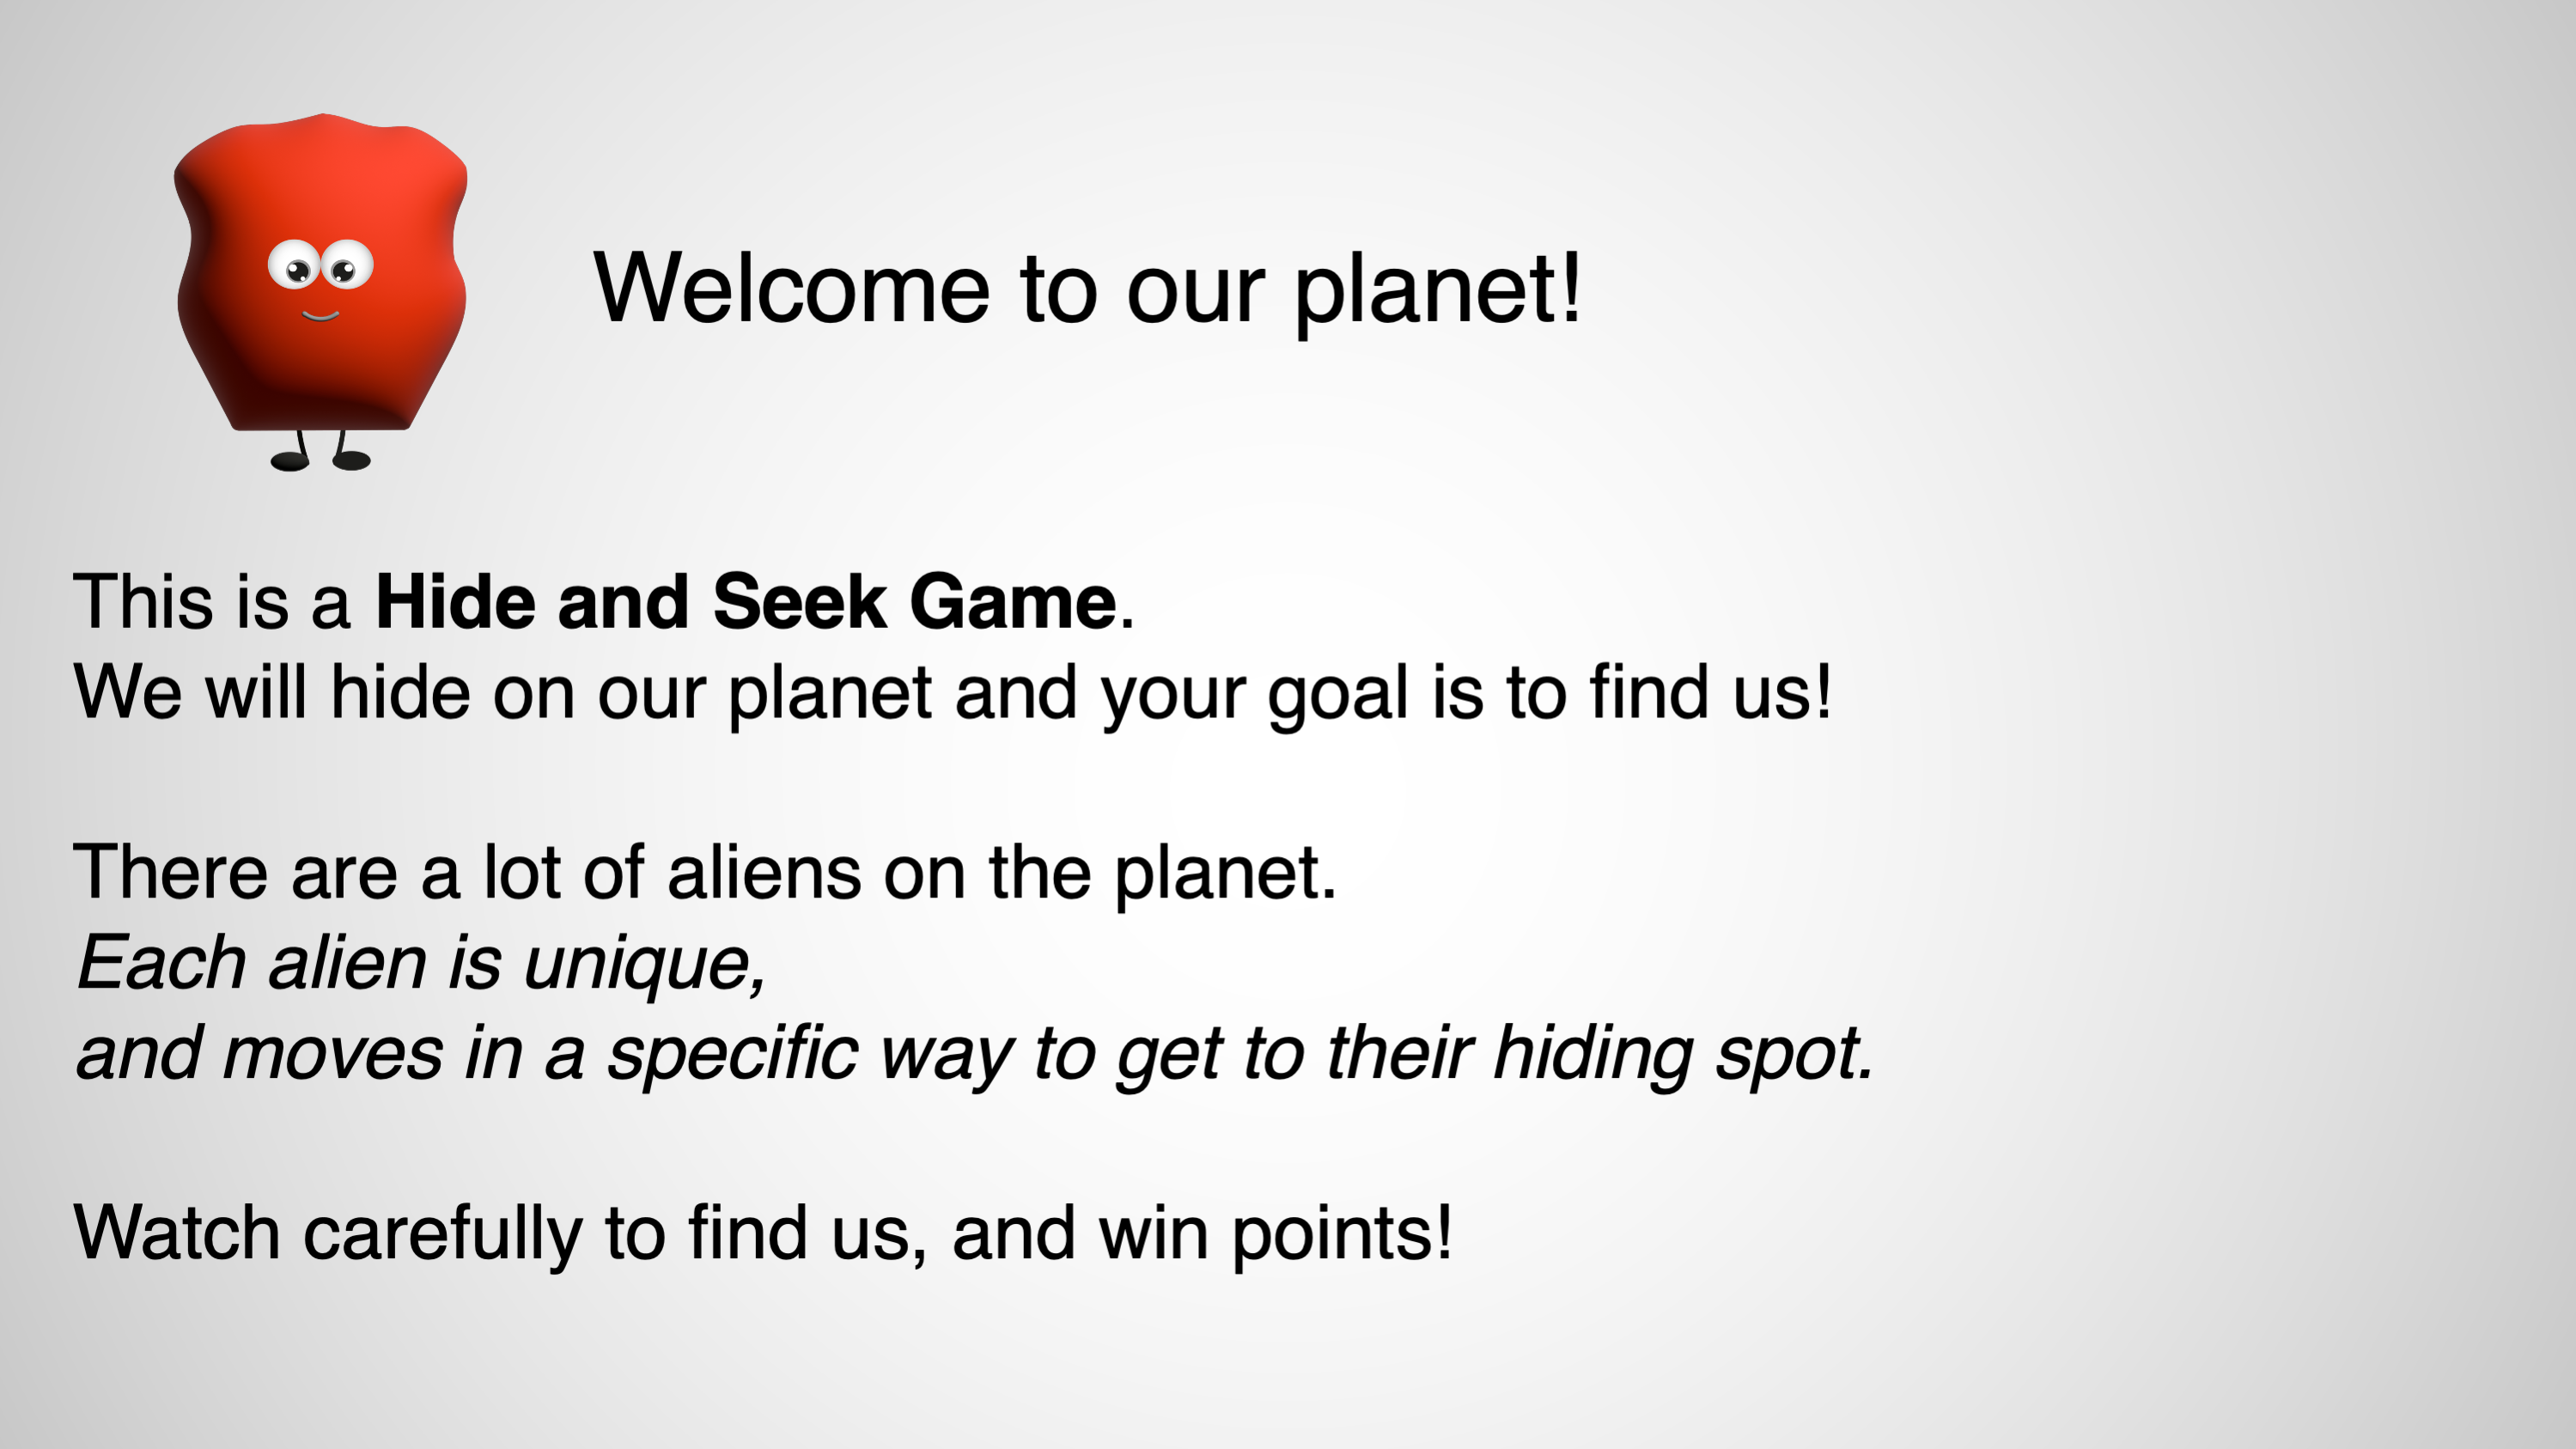 Welcome to our planet!
This is a Hide and Seek Game.
We will hide on our planet and your goal is to find us!
There are a lot of aliens on the planet.
Each alien is unique,
and moves in a specific way to get to their hiding spot.
Watch carefully to find us, and win points!